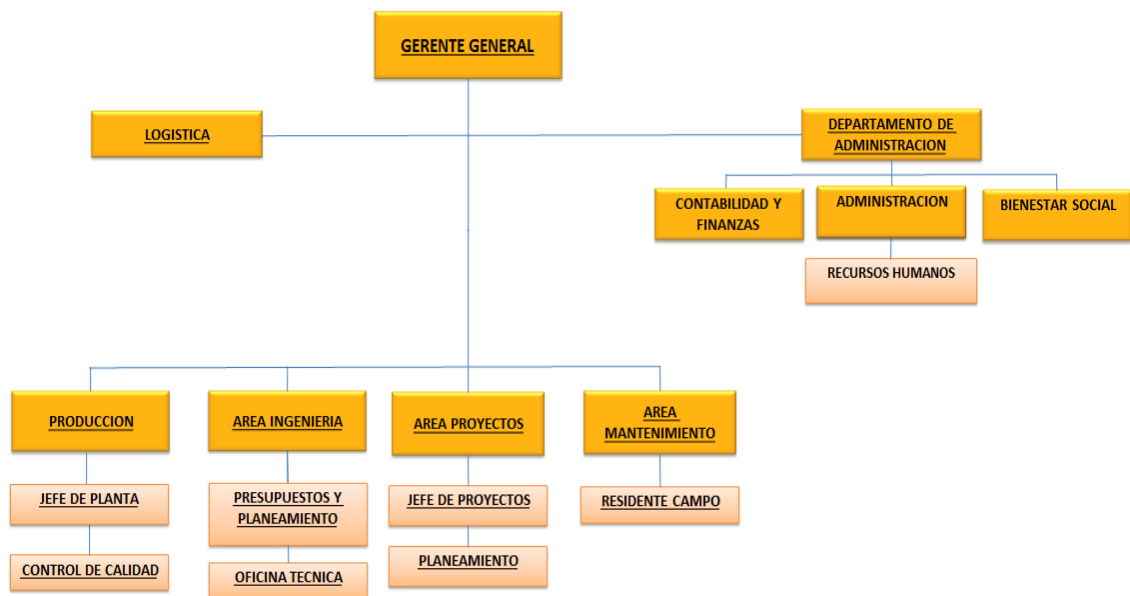 GERENTE GENERAL
LOGISTICA
DEPARTAMENTO DE
ADMINISTRACION
CONTABILIDAD Y
FINANZAS
ADMINISTRACION
BIENESTAR SOCIAL
RECURSOS HUMANOS
PRODUCCION
AREA INGENIERIA
AREA PROYECTOS
AREA
MANTENIMIENTO
JEFE DE PLANTA
PRESUPUESTOS Y
PLANEAMIENTO
JEFE DE PROYECTOS
RESIDENTE CAMPO
CONTROL DE CALIDAD
OFICINA TECNICA
PLANEAMIENTO